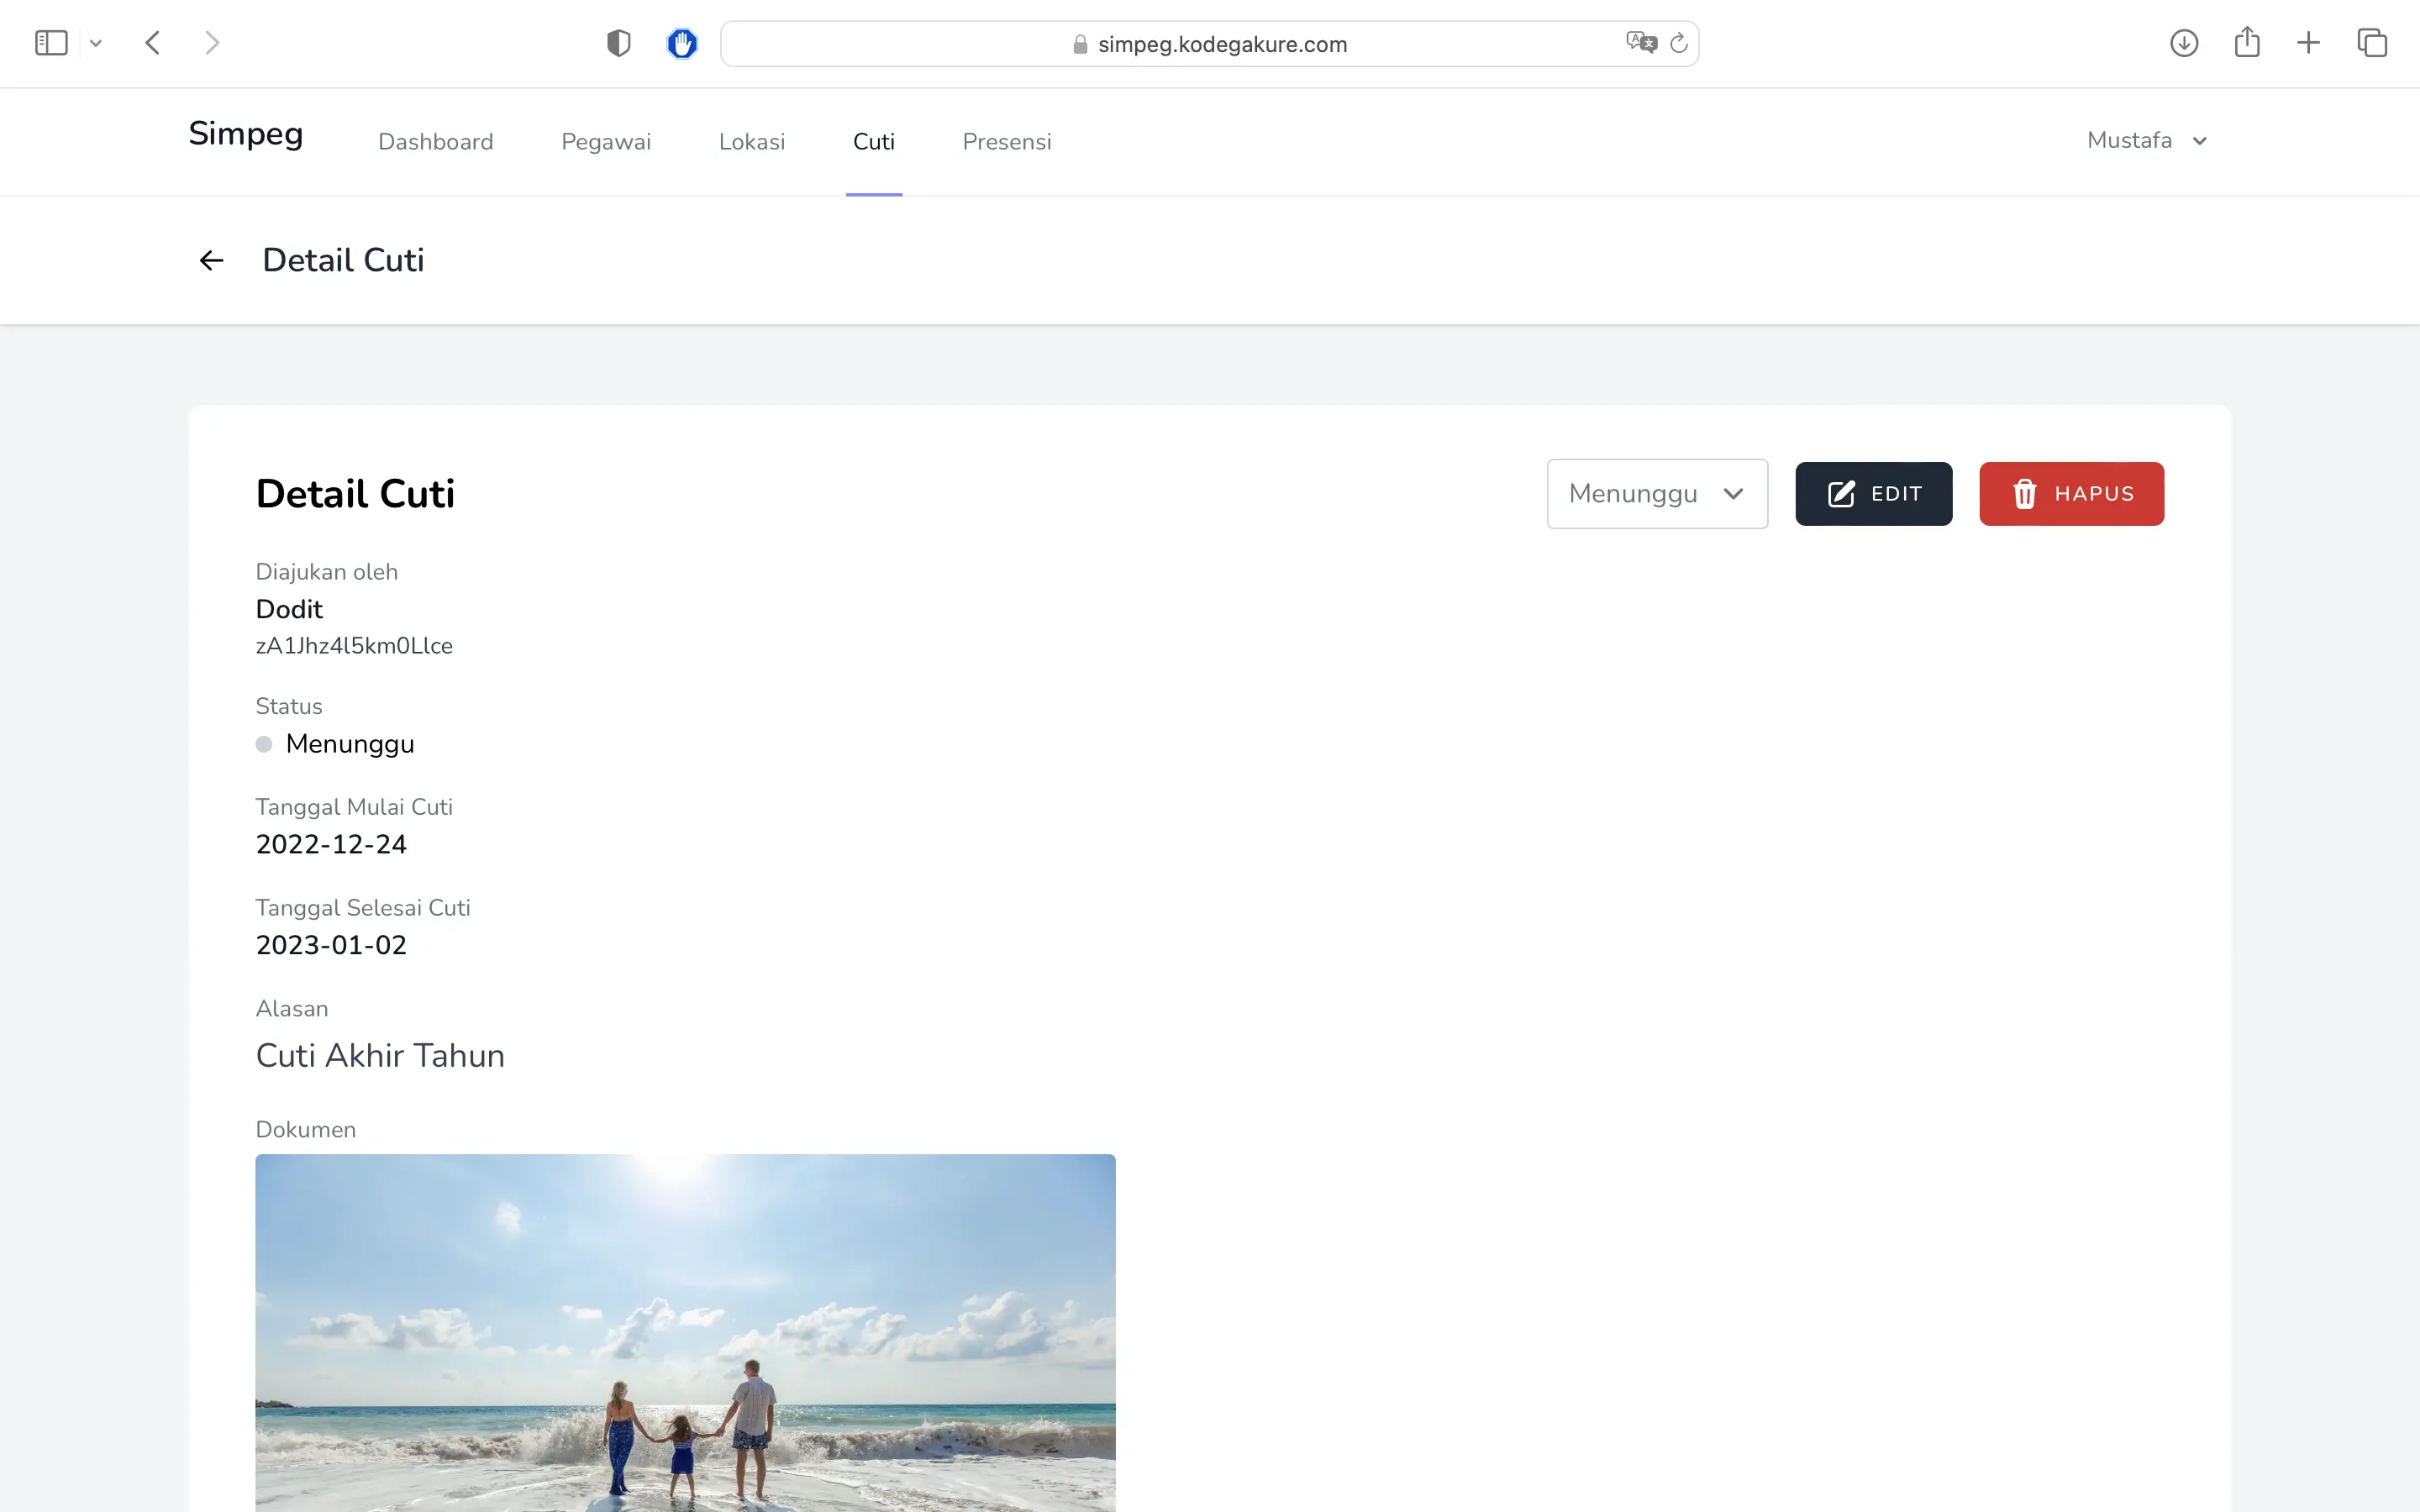 simpeg.kodegakure.com
Simpeg
Dashboard
Pegawai
Lokasi
Cuti
Presensi
Mustafa
Detail Cuti
Detail Cuti
Menunggu
EDIT
HAPUS
Diajukan oleh
Dodit
zA1Jhz4l5km0Llce
Status
Menunggu
Tanggal Mulai Cuti
2022-12-24
Tanggal Selesai Cuti
2023-01-02
Alasan
Cuti Akhir Tahun
Dokumen